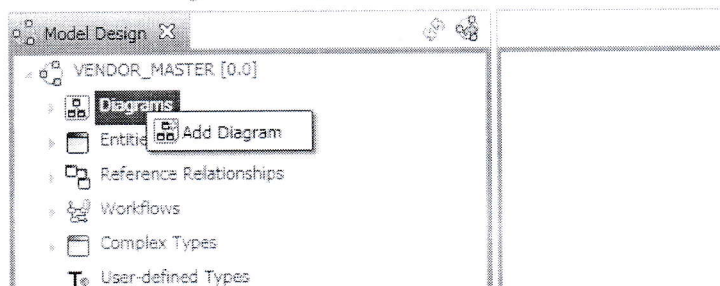 Model Design
VENDOR_MASTER [0.0]
Diagrams
Entitie
Add Diagram
Reference Relationships
Workflows
Complex Types
User-defined Types